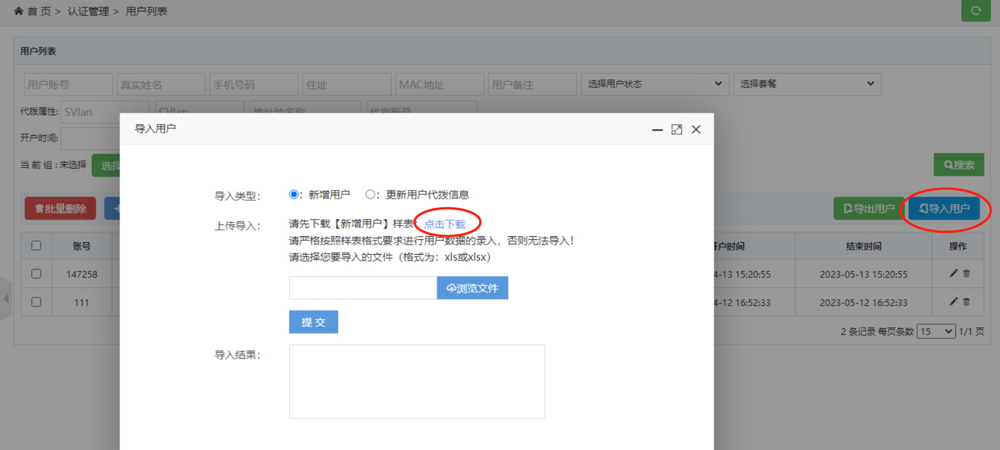 首 页 > 认证管理 > 用户列表
用户列表
用户账号 真实姓名 手机号码 住址 MAC地址 用户备注 选择用户状态 选择套餐
代拨属性: SVlan CVlan 地址池名称 代拨账号
导入用户
开户时间:
当 前 组 : 未选择 选择
搜索
导入类型： ：新增用户 ：更新用户代拨信息
批量删除 导出用户 导入用户
上传导入： 请先下载【新增用户】样表：点击下载
请严格按照样表格式要求进行用户数据的录入，否则无法导入！
请选择您要导入的文件（格式为：xls或xlsx）
账号 开户时间 结束时间 操作
147258 4-13 15:20:55 2023-05-13 15:20:55
浏览文件
111 4-12 16:52:33 2023-05-12 16:52:33
提 交
2 条记录 每页条数 15 1/1 页
导入结果：